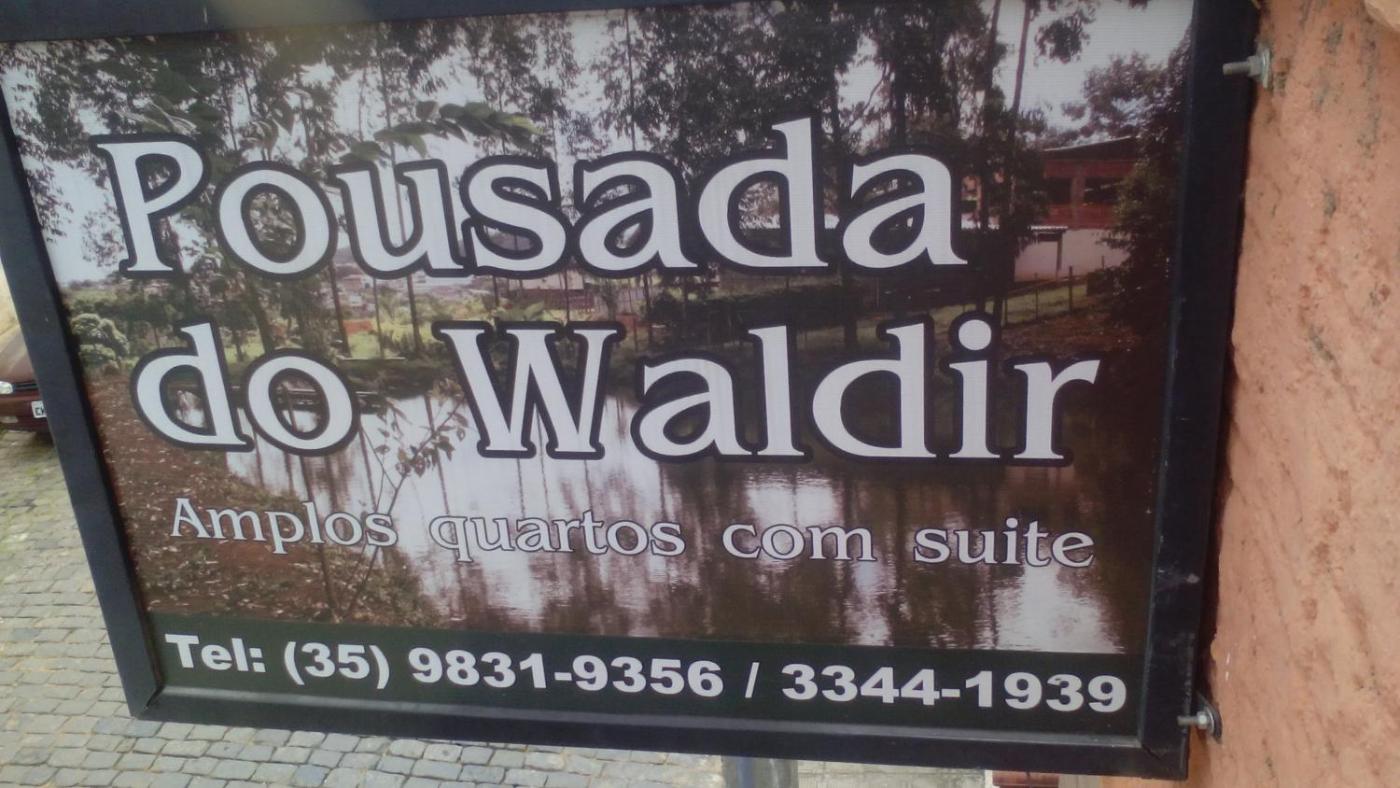 Pousada
do Waldir
Amplos quartos com suite
Tel: (35) 9831-9356 / 3344-1939